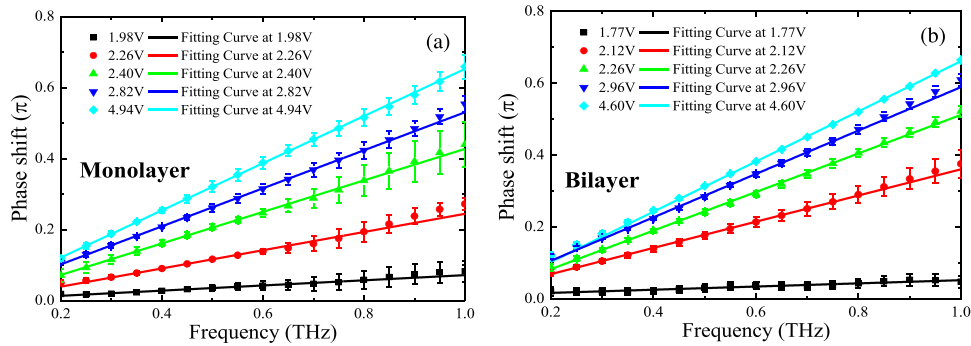 0.8
0.6
0.4
0.2
0.0
Phase shift (π)
1.98V Fitting Curve at 1.98V
2.26V Fitting Curve at 2.26V
2.40V Fitting Curve at 2.40V
2.82V Fitting Curve at 2.82V
4.94V Fitting Curve at 4.94V
(a)
Monolayer
0.2 0.4 0.6 0.8 1.0
Frequency (THz)
0.8
0.6
0.4
0.2
0.0
Phase shift (π)
1.77V Fitting Curve at 1.77V
2.12V Fitting Curve at 2.12V
2.26V Fitting Curve at 2.26V
2.96V Fitting Curve at 2.96V
4.60V Fitting Curve at 4.60V
(b)
Bilayer
0.2 0.4 0.6 0.8 1.0
Frequency (THz)